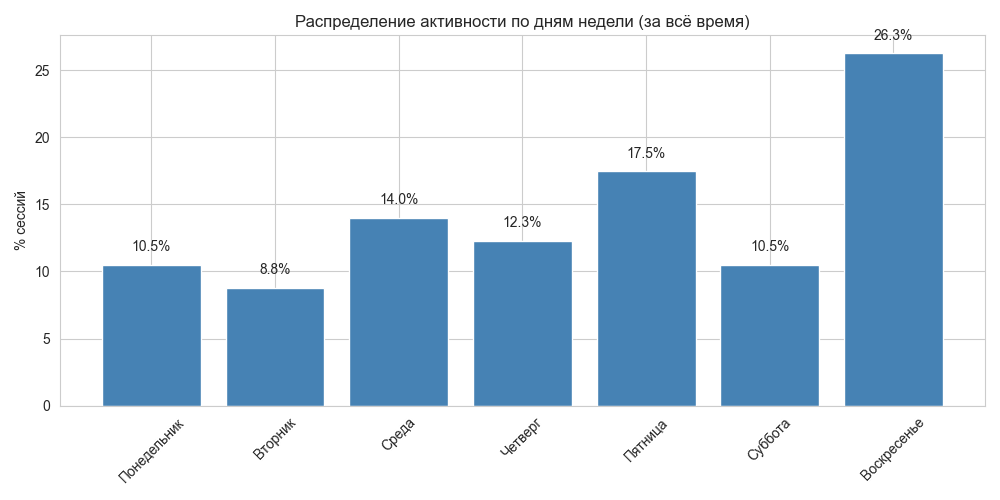 Распределение активности по дням недели (за всё время)
% сессий
25
20
15
10
5
0
10.5%
8.8%
14.0%
12.3%
17.5%
10.5%
26.3%
Понедельник
Вторник
Среда
Четверг
Пятница
Суббота
Воскресенье